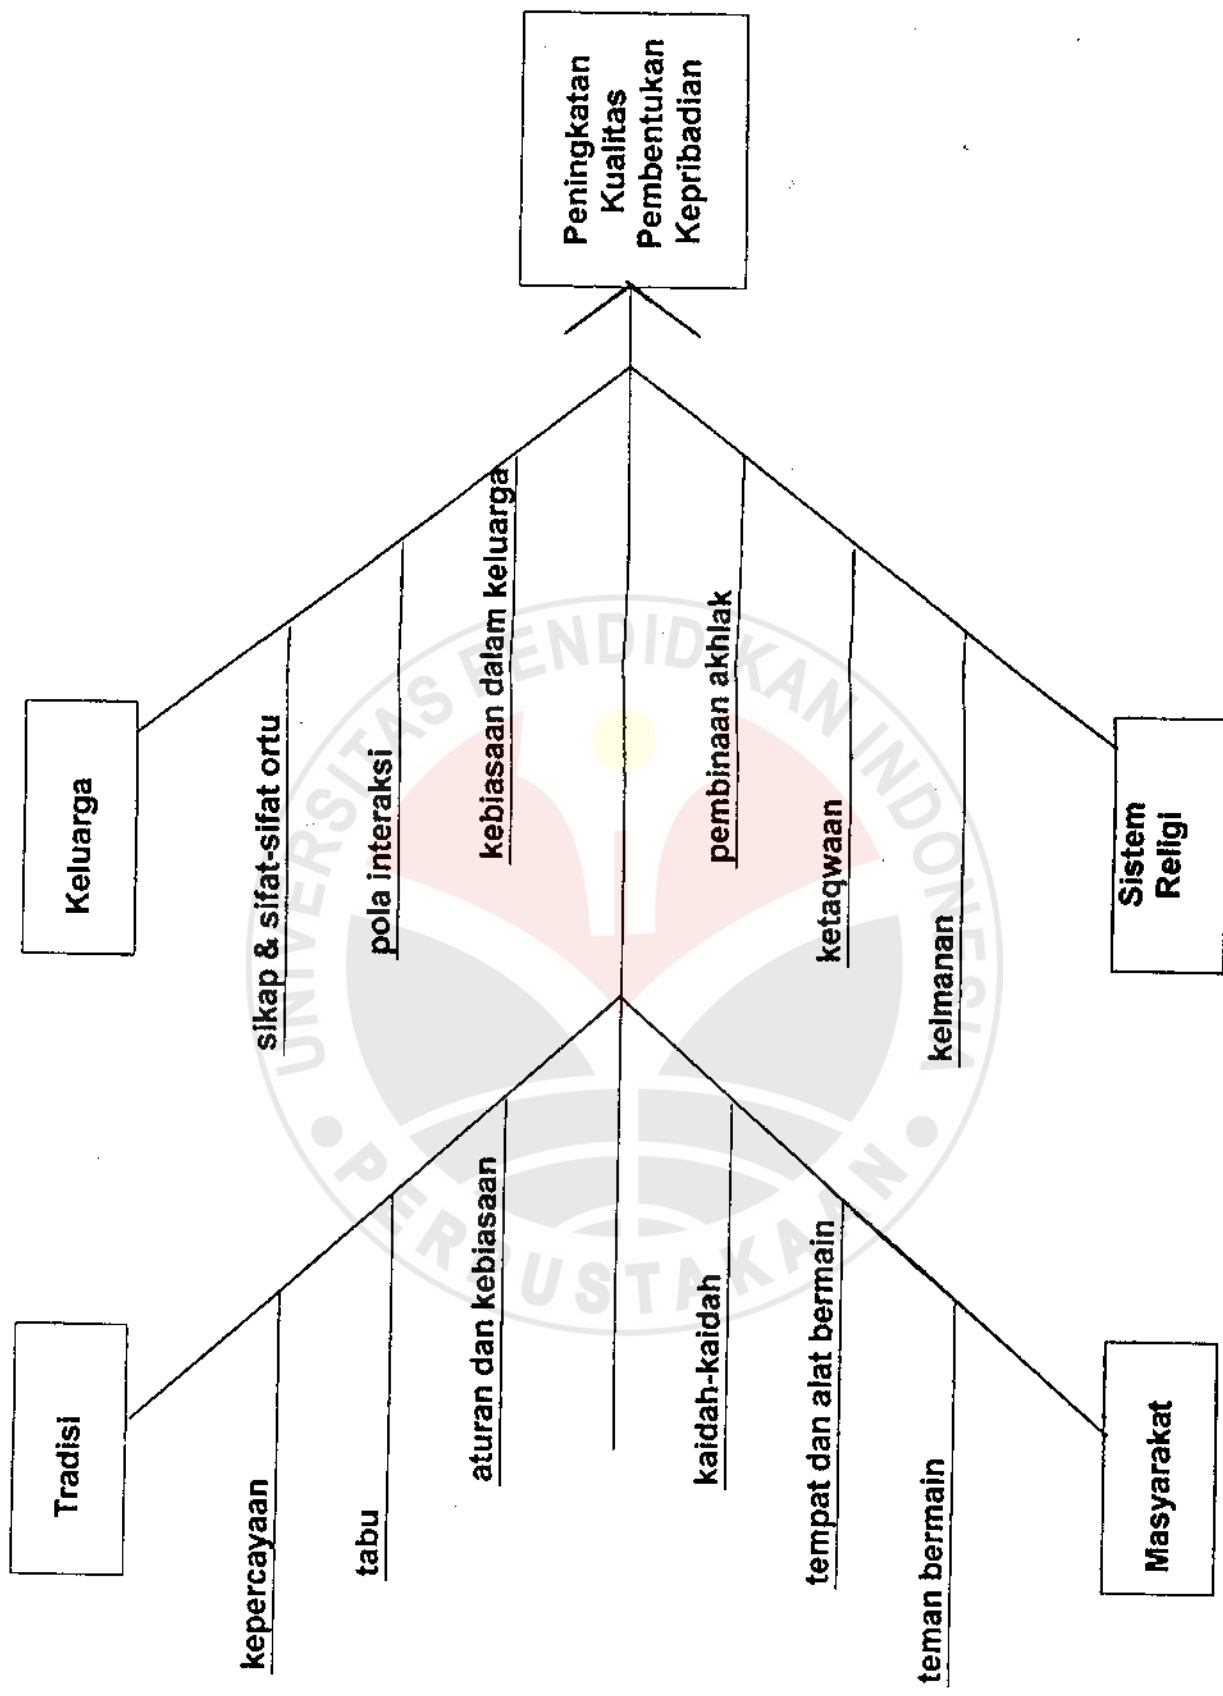 Tradisi
kepercayaan
tabu
aturan dan kebiasaan
Keluarga
sikap & sifat-sifat ortu
pola interaksi
kebiasaan dalam keluarga
Peningkatan
Kualitas
Pembentukan
Kepribadian
kaidah-kaidah
tempat dan alat bermain
teman bermain
Masyarakat
pembinaan akhlak
ketaqwaan
keImanan
Sistem
Religi
UNIVERSITAS PENDIDIKAN INDONESIA
PERPUSTAKAAN